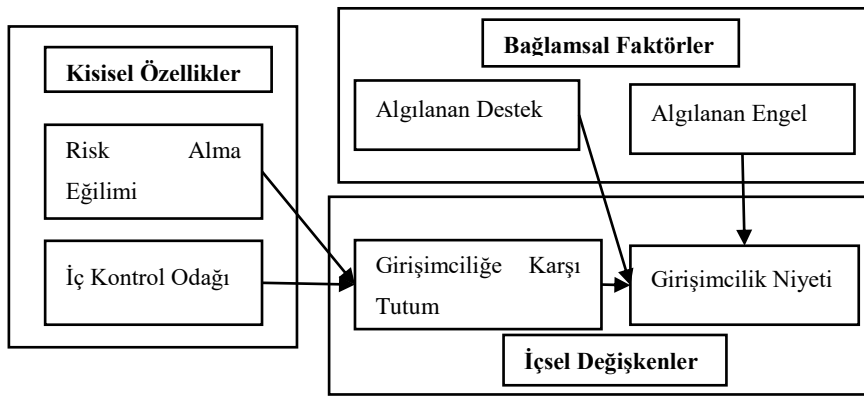 Bağlamsal Faktörler
Kisisel Özellikler
Algılanan Destek
Algılanan Engel
Risk Alma
Eğilimi
İç Kontrol Odağı
Girişimciliğe Karşı
Tutum
Girişimcilik Niyeti
İçsel Değişkenler